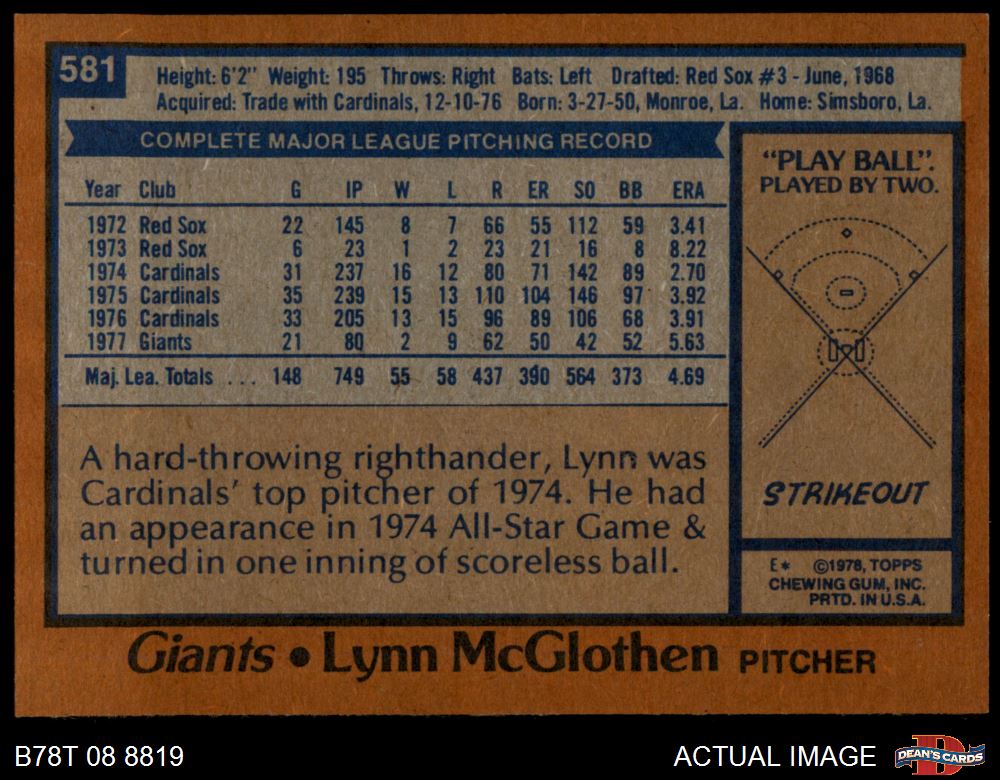 581
Height: 6'2" Weight: 195 Throws: Right Bats: Left Drafted: Red Sox #3 - June, 1968
Acquired: Trade with Cardinals, 12-10-76 Born: 3-27-50, Monroe, La. Home: Simsboro, La.
COMPLETE MAJOR LEAGUE PITCHING RECORD
Year Club G IP W L R ER SO BB ERA
1972 Red Sox 22 145 8 7 66 55 112 59 3.41
1973 Red Sox 6 23 1 2 23 21 16 8 8.22
1974 Cardinals 31 237 16 12 80 71 142 89 2.70
1975 Cardinals 35 239 15 13 110 104 146 97 3.92
1976 Cardinals 33 205 13 15 96 89 106 68 3.91
1977 Giants 21 80 2 9 62 50 42 52 5.63
Maj. Lea. Totals ... 148 749 55 58 437 390 564 373 4.69
A hard-throwing righthander, Lynn was
Cardinals' top pitcher of 1974. He had
an appearance in 1974 All-Star Game &
turned in one inning of scoreless ball.
"PLAY BALL".
PLAYED BY TWO.
STRIKEOUT
E* ©1978, TOPPS
CHEWING GUM, INC.
PRTD. IN U.S.A.
Giants • Lynn McGlothen PITCHER
B78T 08 8819
ACTUAL IMAGE
DEAN'S CARDS